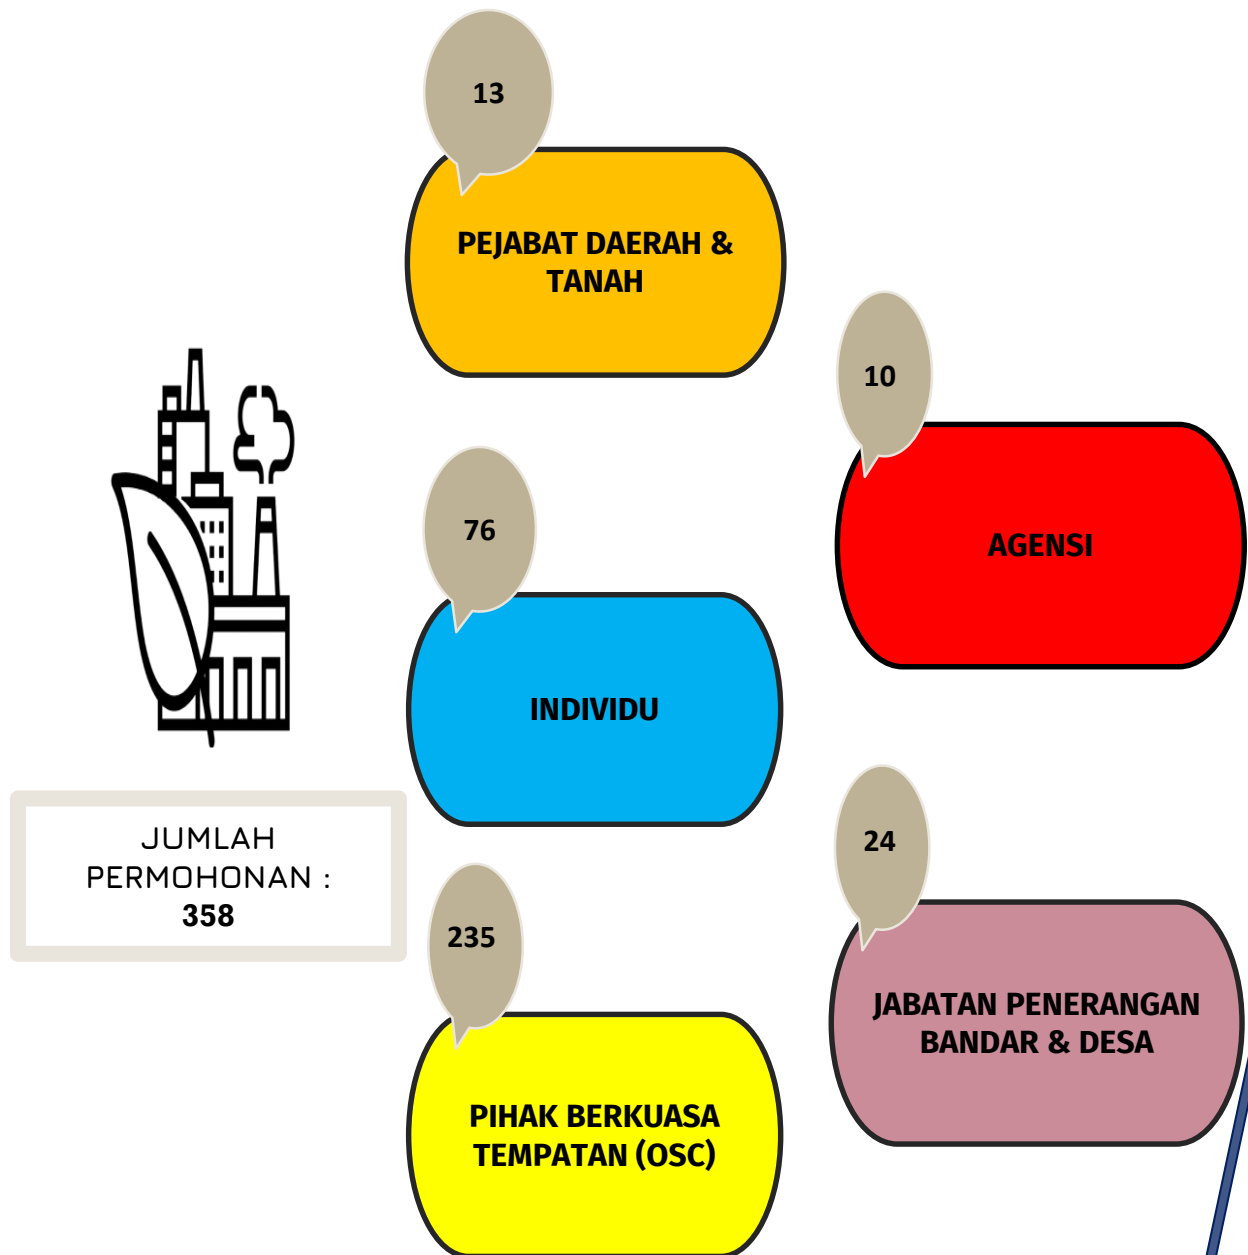 13
PEJABAT DAERAH &
TANAH
10
AGENSI
76
INDIVIDU
JUMLAH
PERMOHONAN :
358
24
JABATAN PENERANGAN
BANDAR & DESA
235
PIHAK BERKUASA
TEMPATAN (OSC)